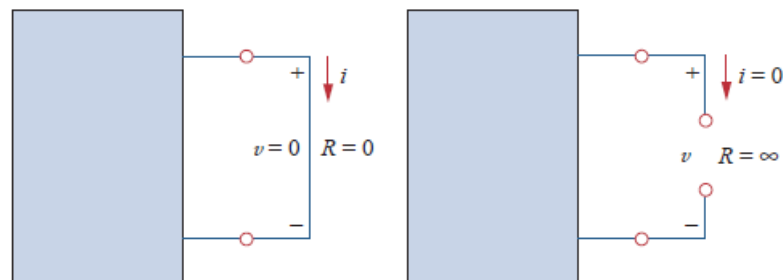 + i
v = 0 R = 0
−
+ i = 0
v R = ∞
−